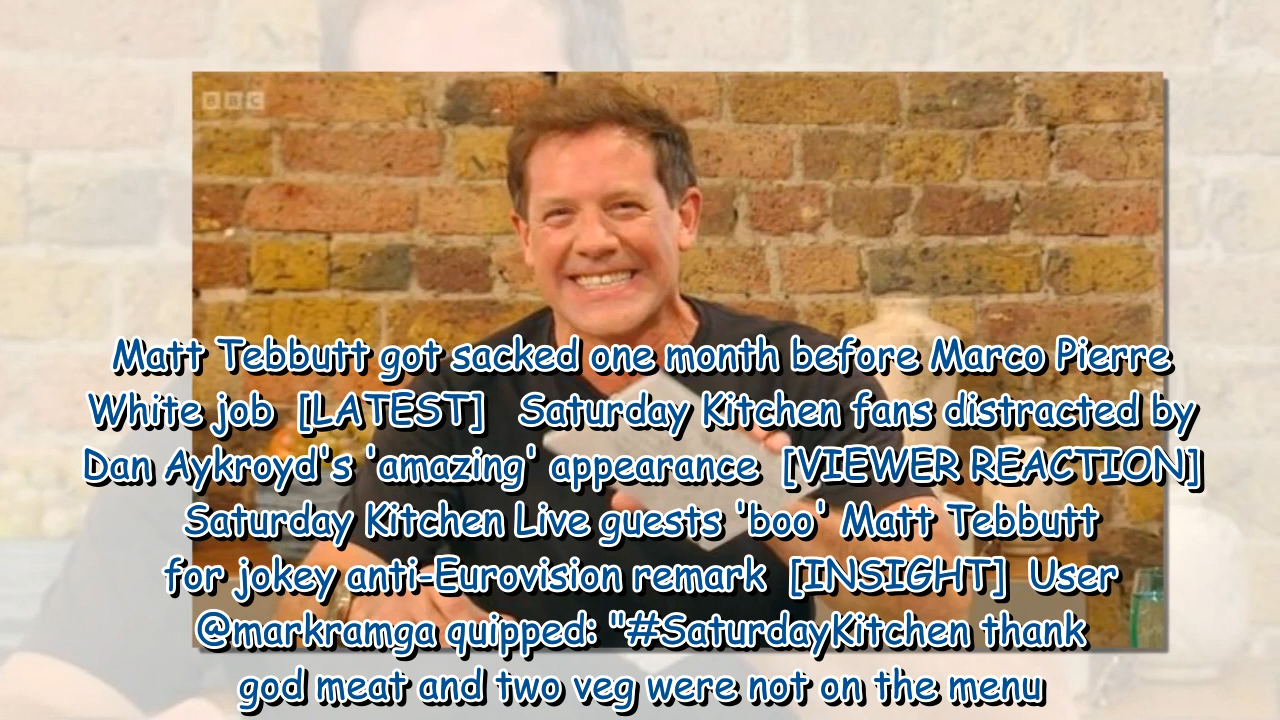 BBC
Matt Tebbutt got sacked one month before Marco Pierre
White job [LATEST] Saturday Kitchen fans distracted by
Dan Aykroyd's 'amazing' appearance [VIEWER REACTION]
Saturday Kitchen Live guests 'boo' Matt Tebbutt
for jokey anti-Eurovision remark [INSIGHT] User
@markramga quipped: "#SaturdayKitchen thank
god meat and two veg were not on the menu